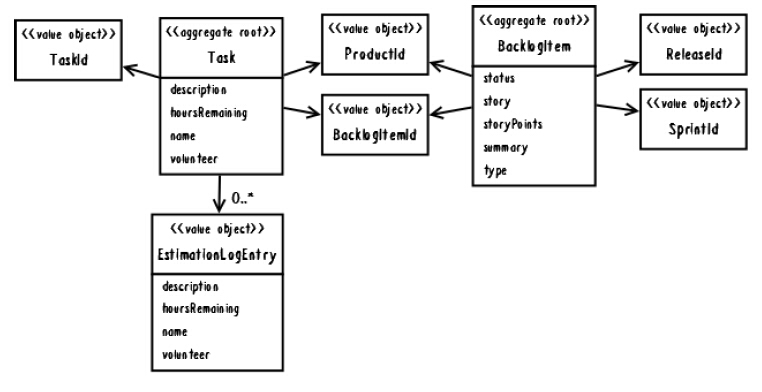 <<value object>>
TaskId
<<aggregate root>>
Task
description
hoursRemaining
name
volunteer
<<value object>>
ProductId
<<value object>>
BacklogItemId
<<aggregate root>>
BacklogItem
status
story
storyPoints
summary
type
<<value object>>
ReleaseId
<<value object>>
SprintId
0..*
<<value object>>
EstimationLogEntry
description
hoursRemaining
name
volunteer